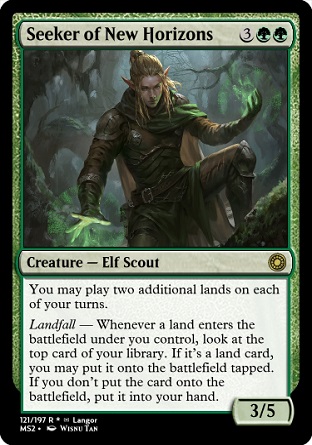 Seeker of New Horizons 3
Creature — Elf Scout
You may play two additional lands on each
of your turns.
Landfall — Whenever a land enters the
battlefield under you control, look at the
top card of your library. If it's a land card,
you may put it onto the battlefield tapped.
If you don't put the card onto the
battlefield, put it into your hand.
3/5
121/197 R * Langor
MS2 • Wisnu Tan